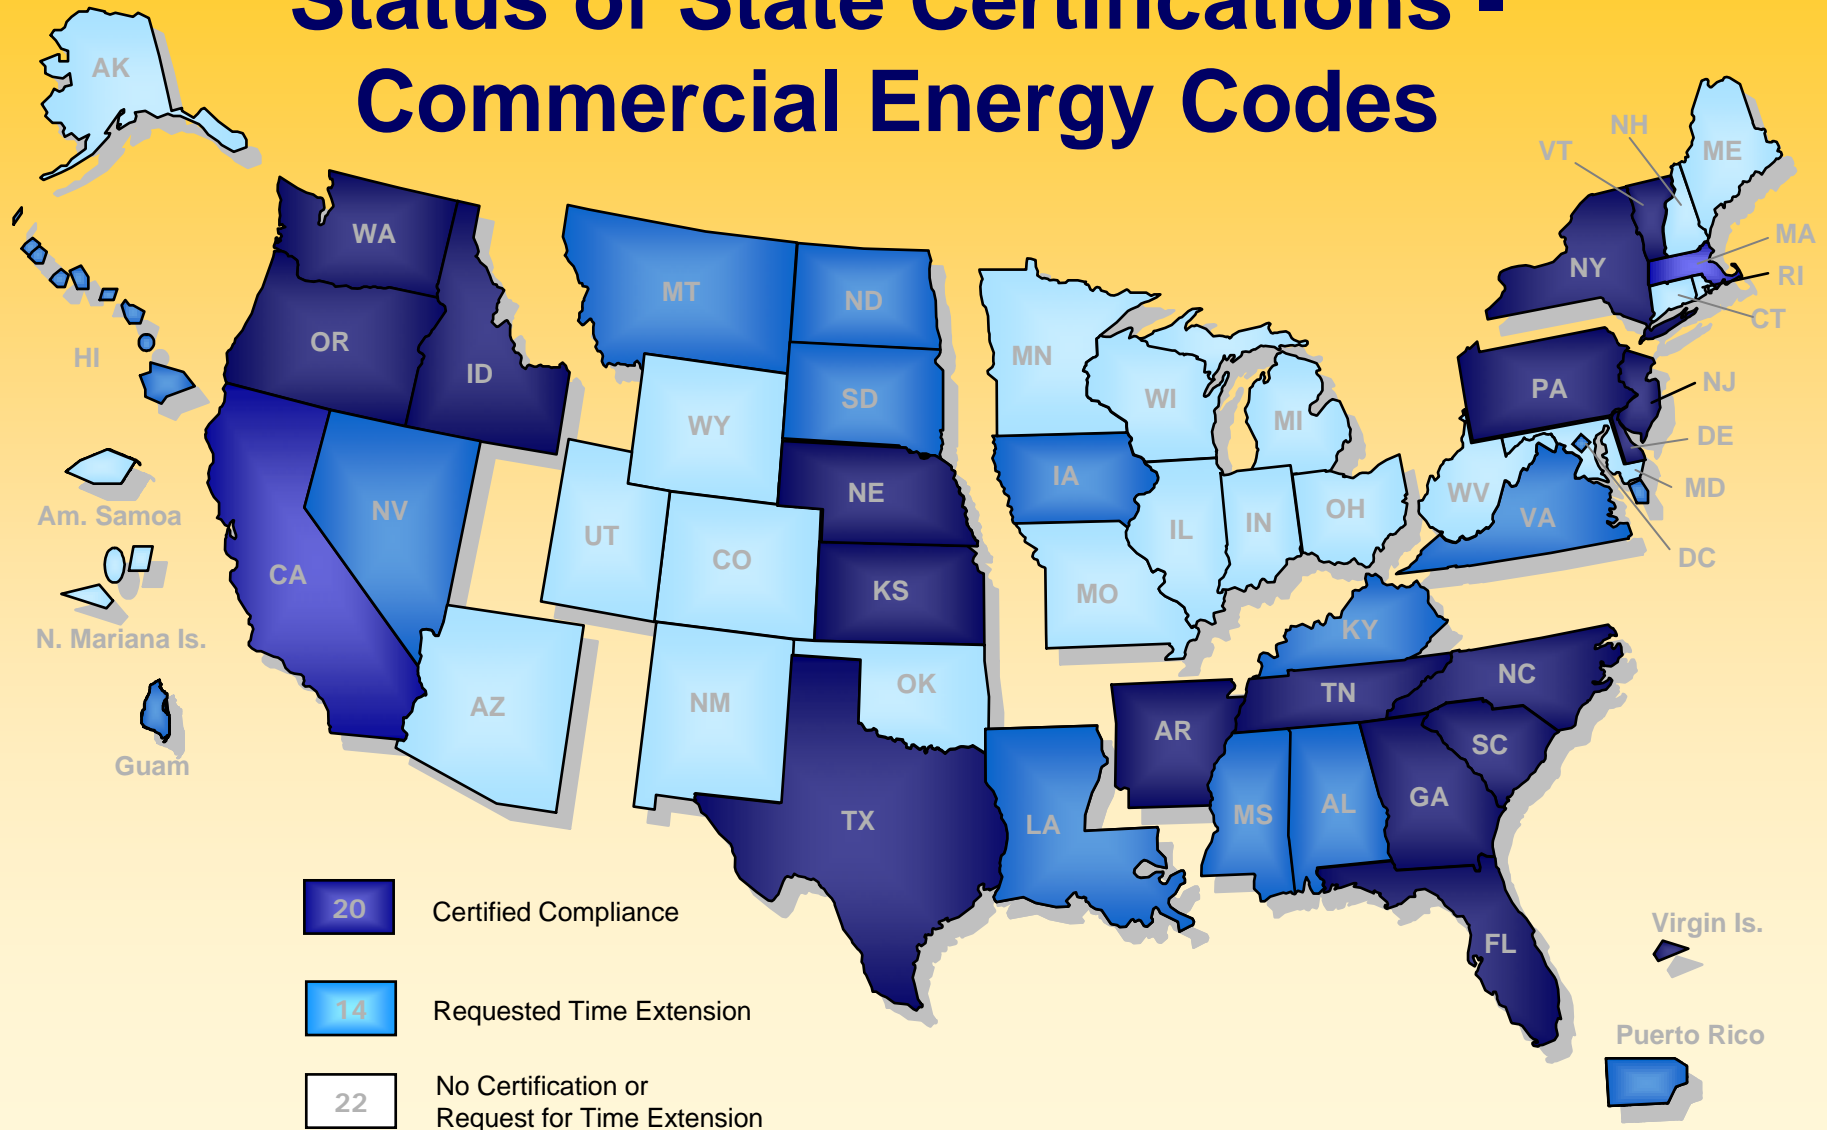 Status of State Certifications -
Commercial Energy Codes
AK
NH
VT
ME
WA
MA
NY
RI
MT
ND
CT
OR
HI
MN
ID
NJ
PA
SD
WI
WY
MI
DE
IA
NE
WV
MD
Am. Samoa
NV
OH
VA
UT
IL
IN
CO
DC
CA
KS
MO
N. Mariana Is.
KY
NC
OK
TN
NM
AZ
AR
SC
Guam
GA
MS
AL
TX
LA
20 Certified Compliance
Virgin Is.
FL
14 Requested Time Extension
Puerto Rico
22 No Certification or
Request for Time Extension